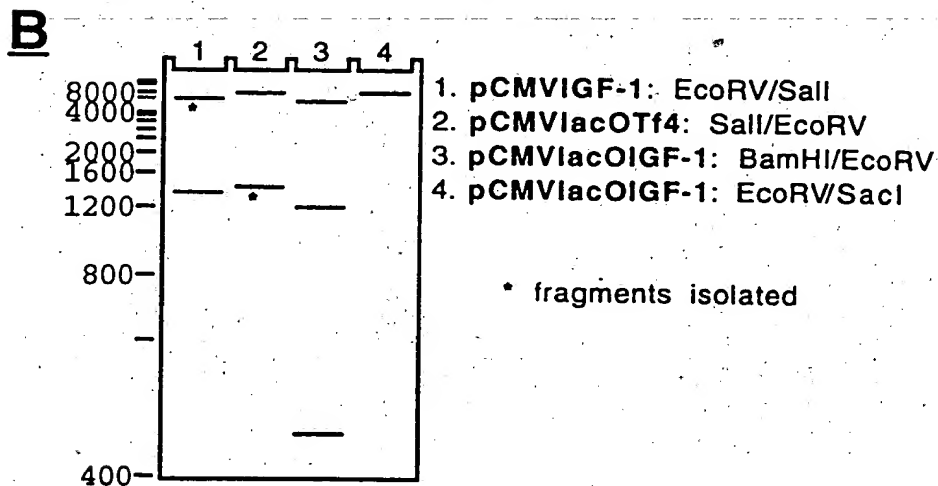 B
1 2 3 4
8000
4000
2000
1600
1200
800
400
1. pCMVIGF-1: EcoRV/SalI
2. pCMVlacOTf4: SalI/EcoRV
3. pCMVlacOIGF-1: BamHI/EcoRV
4. pCMVlacOIGF-1: EcoRV/SacI
* fragments isolated